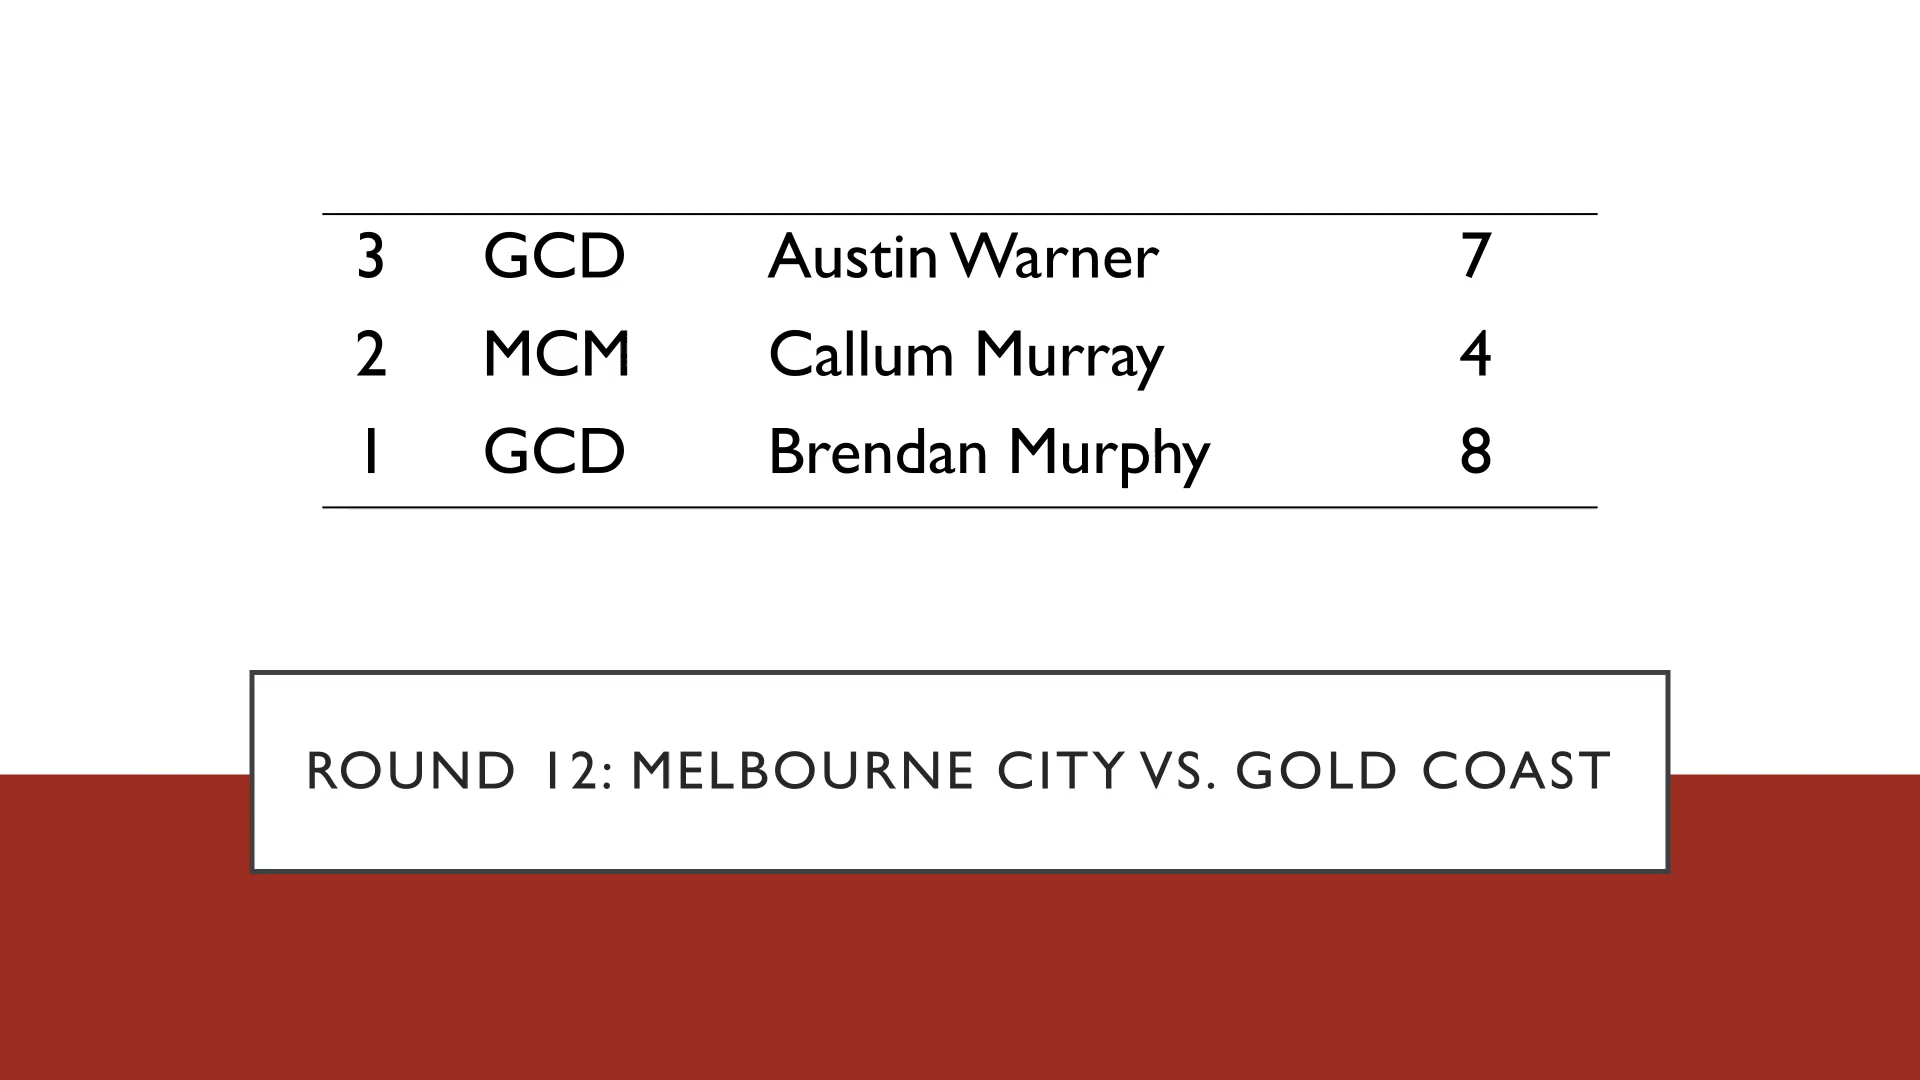 3 GCD Austin Warner 7
2 MCM Callum Murray 4
1 GCD Brendan Murphy 8
ROUND 12: MELBOURNE CITY VS. GOLD COAST